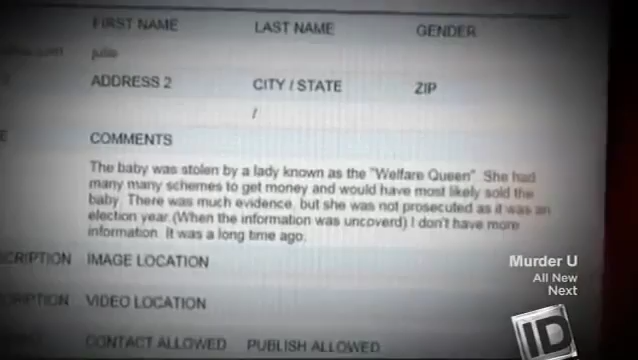 FIRST NAME LAST NAME GENDER
julie
ADDRESS 2 CITY / STATE ZIP
/
COMMENTS
The baby was stolen by a lady known as the "Welfare Queen". She had
many many schemes to get money and would have most likely sold the
baby. There was much evidence, but she was not prosecuted as it was an
election year.(When the information was uncoverd) I don't have more
information. It was a long time ago.
CRIPTION IMAGE LOCATION
Murder U
All New
Next
VIDEO LOCATION
ID
CONTACT ALLOWED PUBLISH ALLOWED